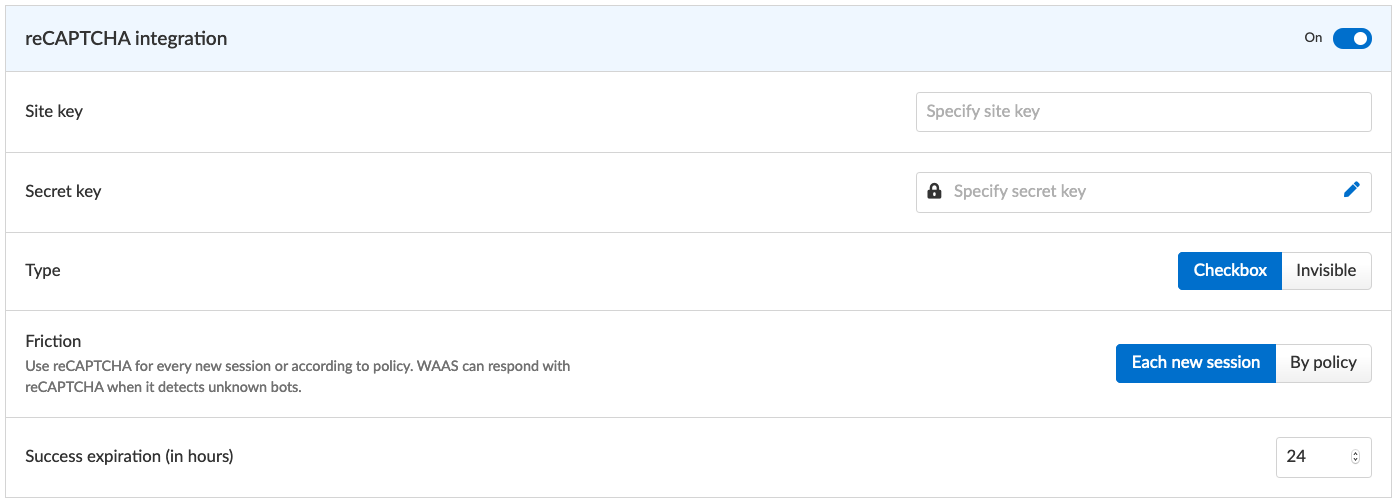 reCAPTCHA integration
On
Site key
Specify site key
Secret key
Specify secret key
Type
Checkbox
Invisible
Friction
Use reCAPTCHA for every new session or according to policy. WAAS can respond with
reCAPTCHA when it detects unknown bots.
Each new session
By policy
Success expiration (in hours)
24